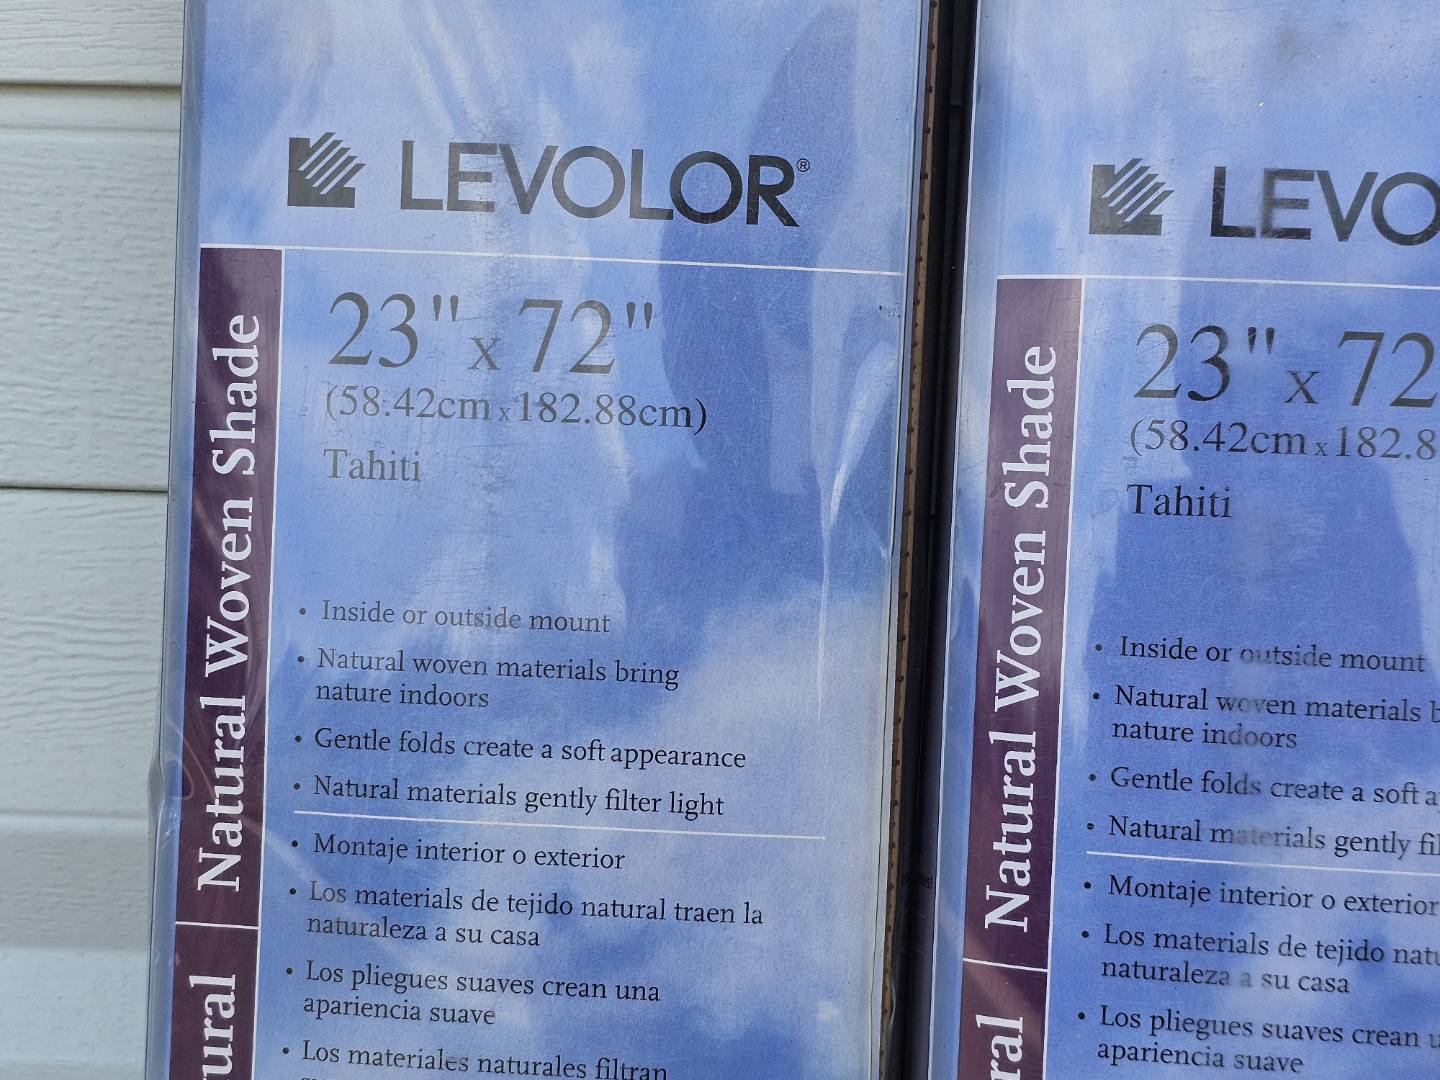 LEVOLOR®
23" x 72"
(58.42cm x 182.88cm)
Tahiti
Natural Woven Shade
• Inside or outside mount
• Natural woven materials bring
nature indoors
• Gentle folds create a soft appearance
• Natural materials gently filter light
• Montaje interior o exterior
• Los materials de tejido natural traen la
naturaleza a su casa
• Los pliegues suaves crean una
apariencia suave
• Los materiales naturales filtran
ural
LEVO
23" x 72
(58.42cm x 182.8
Tahiti
Natural Woven Shade
• Inside or outside mount
• Natural woven materials b
nature indoors
• Gentle folds create a soft a
• Natural materials gently fil
• Montaje interior o exterior
• Los materials de tejido natu
naturaleza a su casa
• Los pliegues suaves crean u
apariencia suave
ral